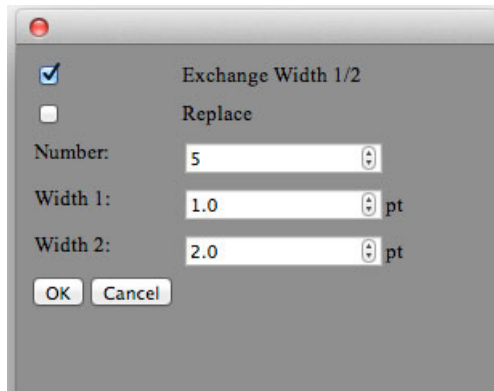 Exchange Width 1/2
Replace
Number: 5
Width 1: 1.0 pt
Width 2: 2.0 pt
OK Cancel